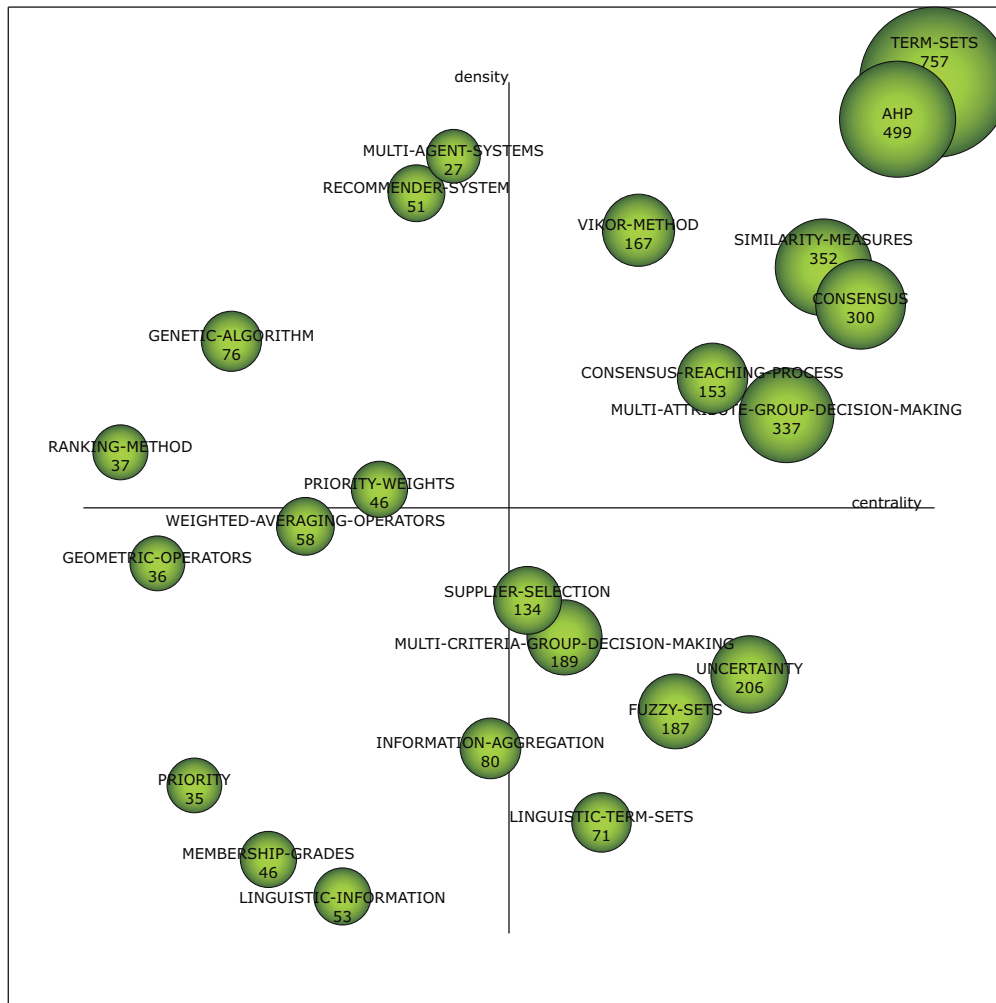 TERM-SETS
757
density
AHP
499
MULTI-AGENT-SYSTEMS
27
RECOMMENDER-SYSTEM
51
VIKOR-METHOD
167
SIMILARITY-MEASURES
352
CONSENSUS
300
GENETIC-ALGORITHM
76
CONSENSUS-REACHING-PROCESS
153
MULTI-ATTRIBUTE-GROUP-DECISION-MAKING
337
RANKING-METHOD
37
PRIORITY-WEIGHTS
46
centrality
WEIGHTED-AVERAGING-OPERATORS
58
GEOMETRIC-OPERATORS
36
SUPPLIER-SELECTION
134
MULTI-CRITERIA-GROUP-DECISION-MAKING
189
UNCERTAINTY
206
FUZZY-SETS
187
INFORMATION-AGGREGATION
80
PRIORITY
35
LINGUISTIC-TERM-SETS
71
MEMBERSHIP-GRADES
46
LINGUISTIC-INFORMATION
53